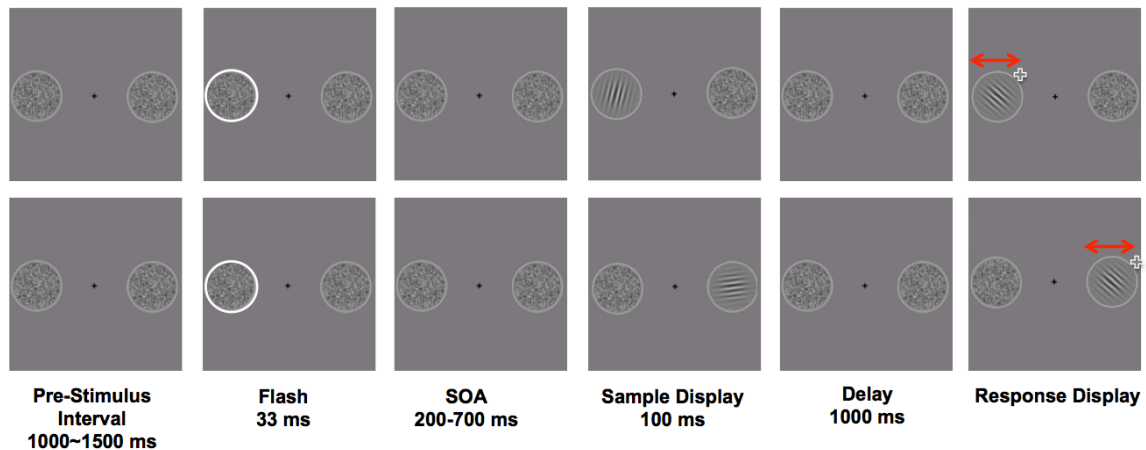 Pre-Stimulus
Interval
1000~1500 ms
Flash
33 ms
SOA
200-700 ms
Sample Display
100 ms
Delay
1000 ms
Response Display